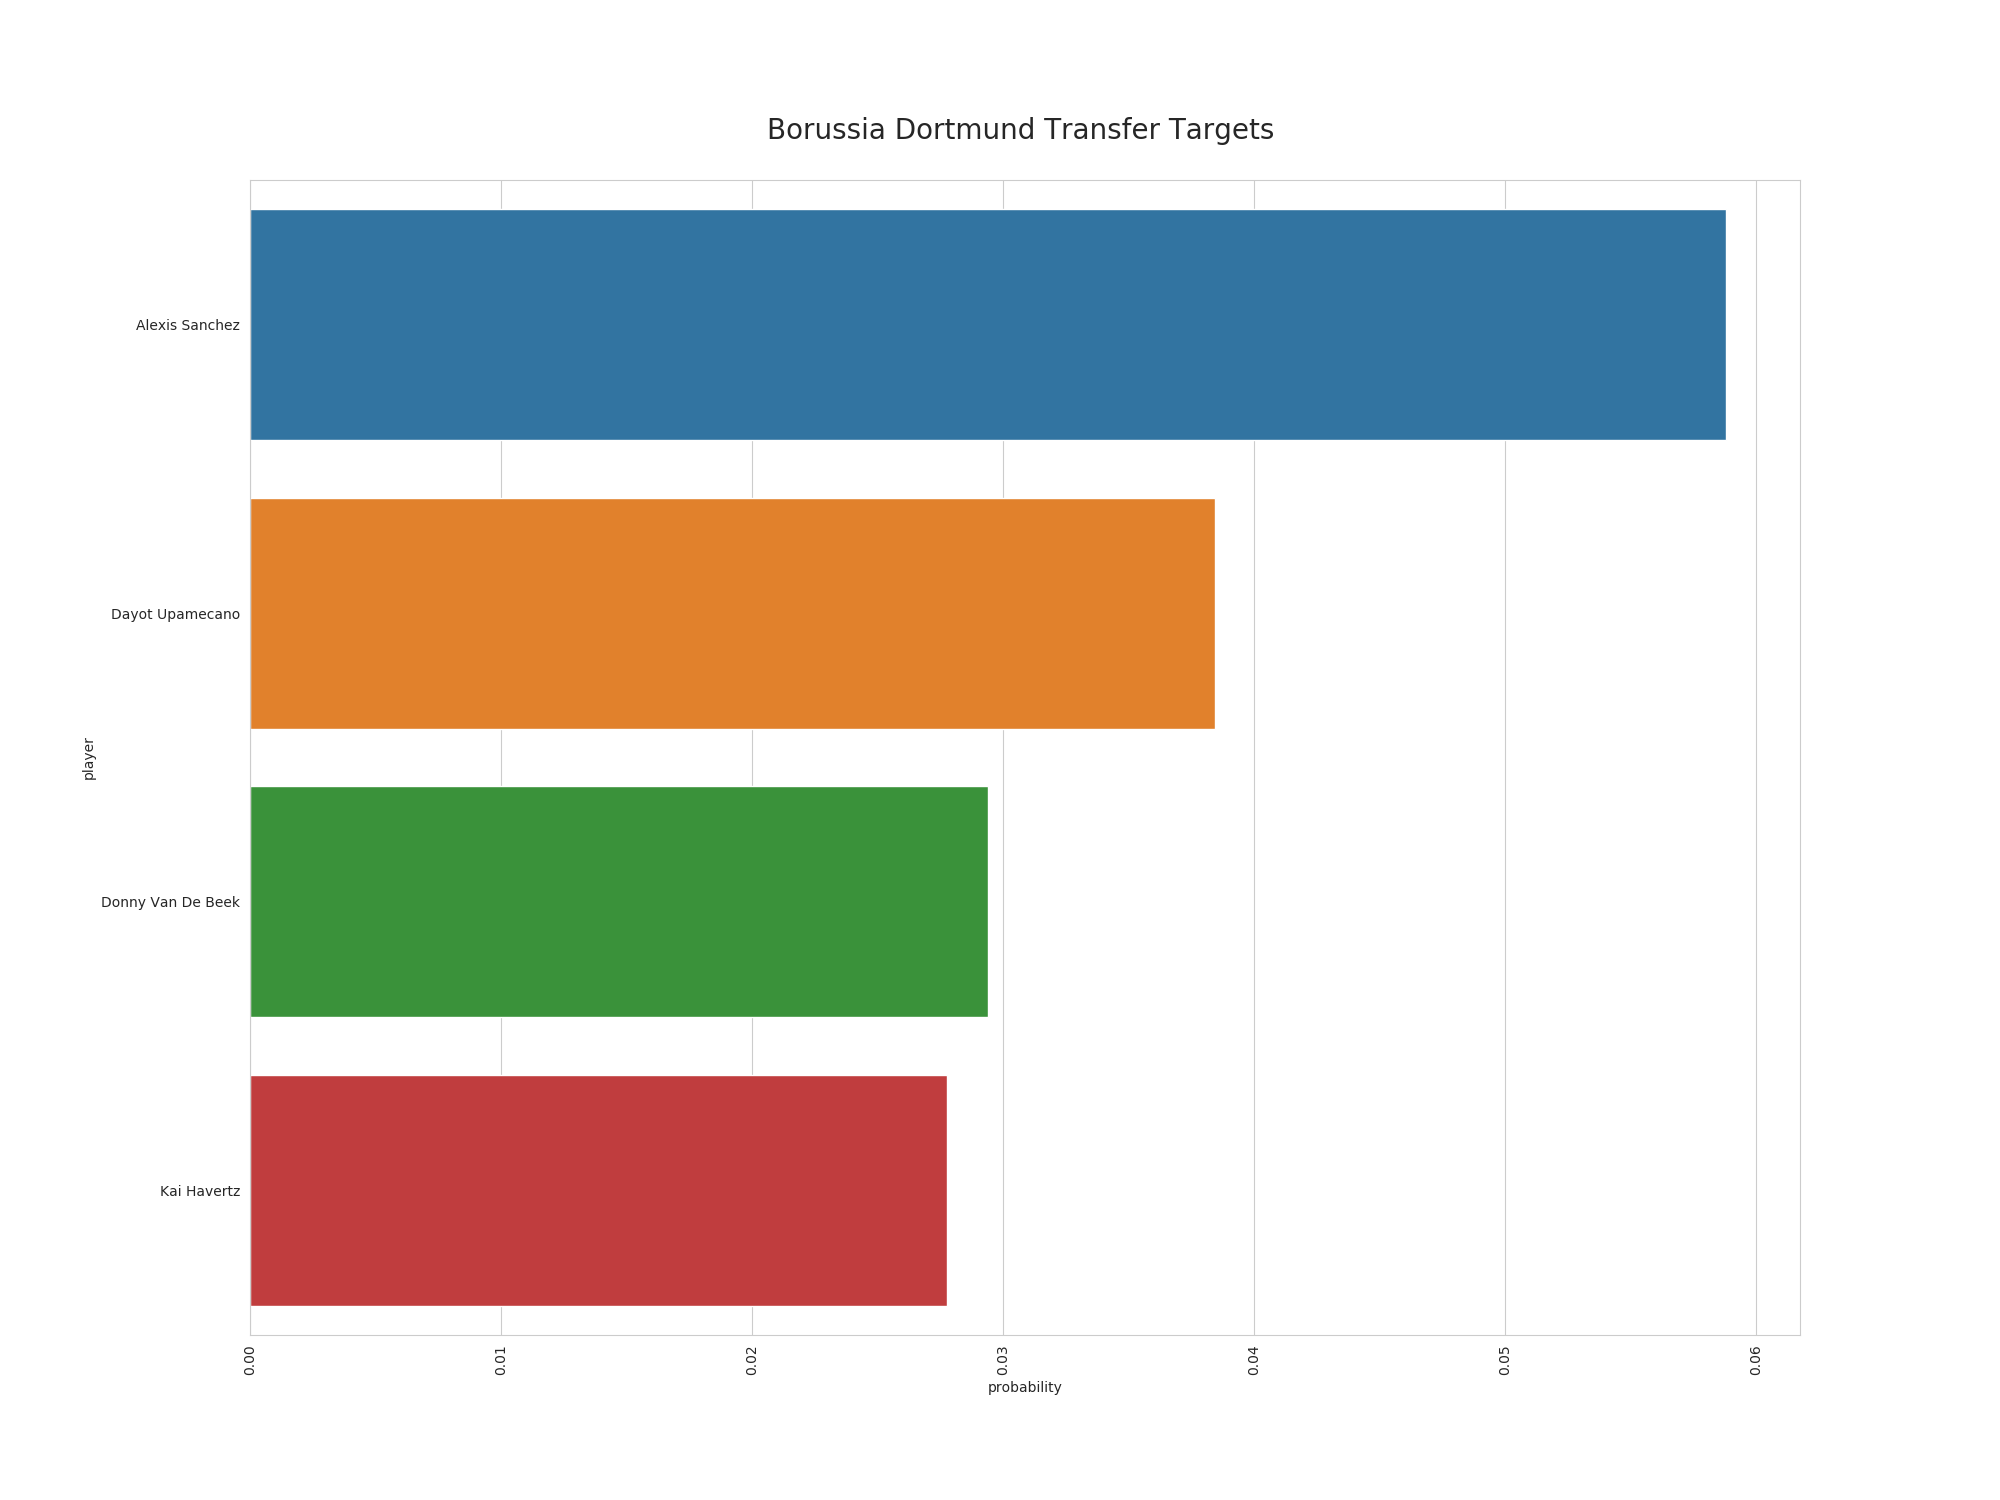 Borussia Dortmund Transfer Targets
Alexis Sanchez
Dayot Upamecano
player
Donny Van De Beek
Kai Havertz
0.00
0.01
0.02
0.03
0.04
0.05
0.06
probability